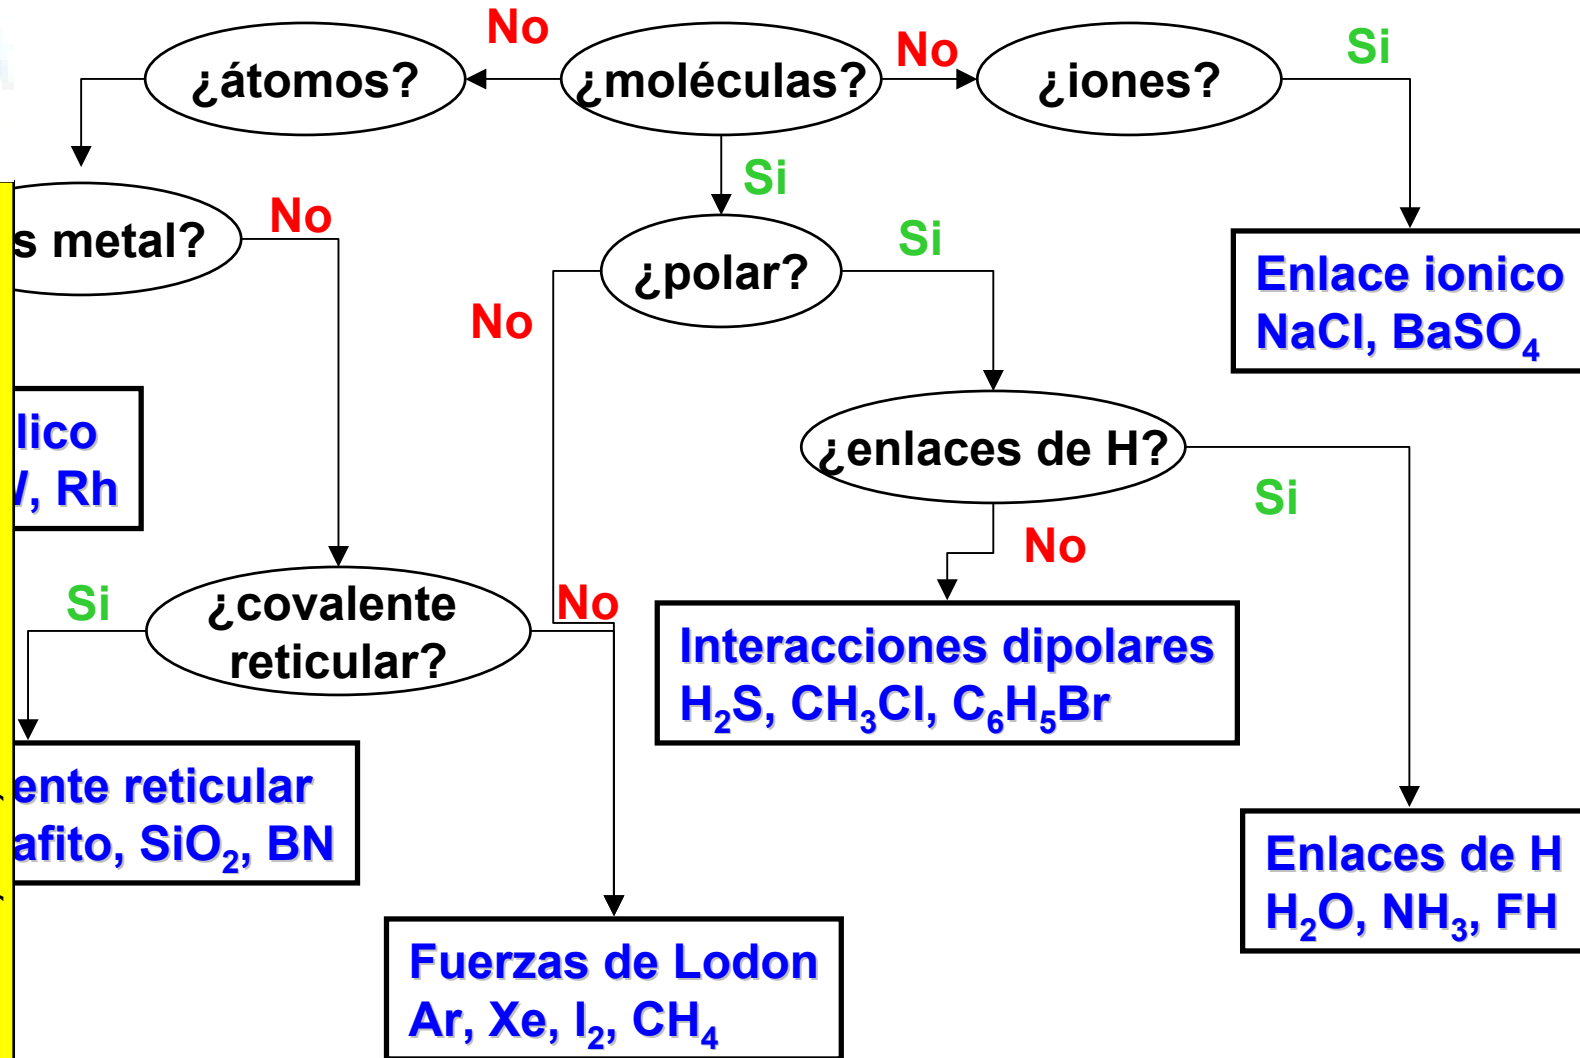 No
No
Si
¿átomos?
¿moléculas?
¿iones?
Si
No
Si
s metal?
¿polar?
No
Enlace ionico
NaCl, BaSO₄
lico
, Rh
¿enlaces de H?
Si
No
Si
¿covalente
reticular?
No
Interacciones dipolares
H₂S, CH₃Cl, C₆H₅Br
ente reticular
afito, SiO₂, BN
Enlaces de H
H₂O, NH₃, FH
Fuerzas de Lodon
Ar, Xe, I₂, CH₄